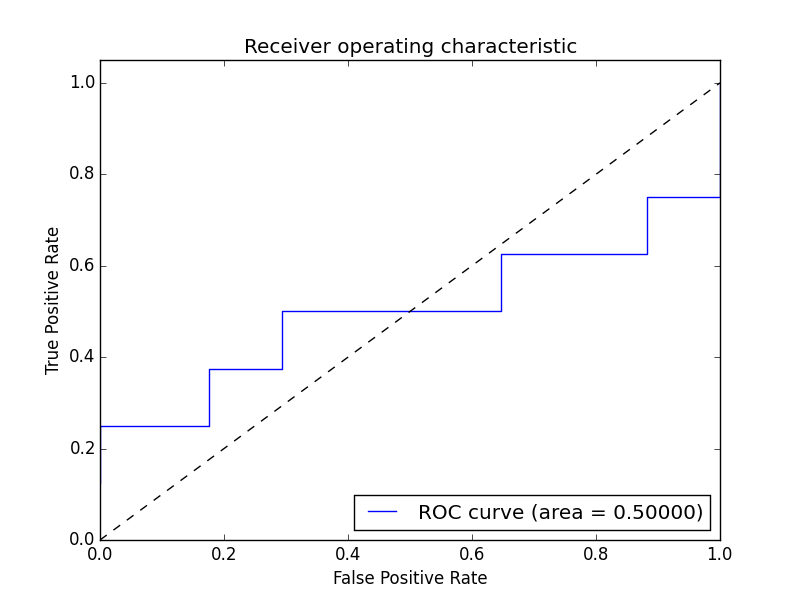 Receiver operating characteristic
1.0
0.8
0.6
0.4
0.2
0.0
True Positive Rate
ROC curve (area = 0.50000)
0.0 0.2 0.4 0.6 0.8 1.0
False Positive Rate